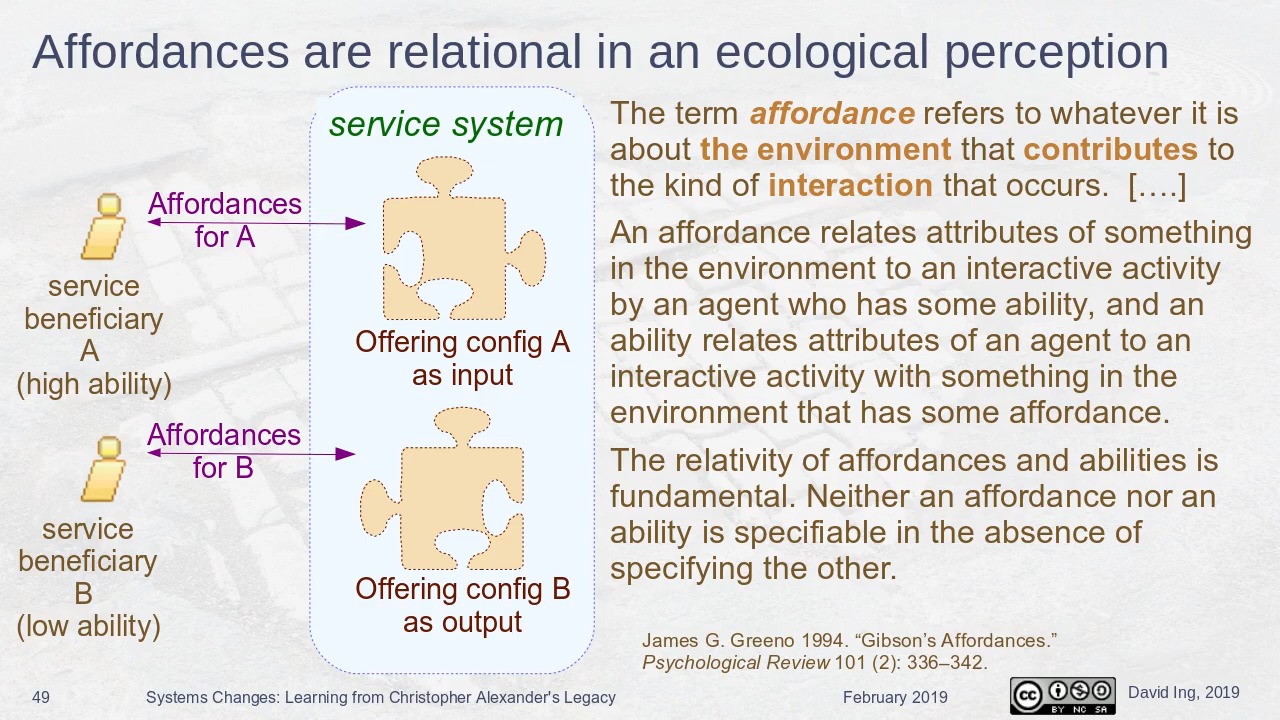 Affordances are relational in an ecological perception
service system
Affordances
for A
service
beneficiary
A
(high ability)
Offering config A
as input
Affordances
for B
service
beneficiary
B
(low ability)
Offering config B
as output
The term affordance refers to whatever it is
about the environment that contributes to
the kind of interaction that occurs.  [….]
An affordance relates attributes of something
in the environment to an interactive activity
by an agent who has some ability, and an
ability relates attributes of an agent to an
interactive activity with something in the
environment that has some affordance.
The relativity of affordances and abilities is
fundamental. Neither an affordance nor an
ability is specifiable in the absence of
specifying the other.
James G. Greeno 1994. “Gibson’s Affordances.”
Psychological Review 101 (2): 336–342.
49
Systems Changes: Learning from Christopher Alexander's Legacy
February 2019
cc
BY NC SA
David Ing, 2019